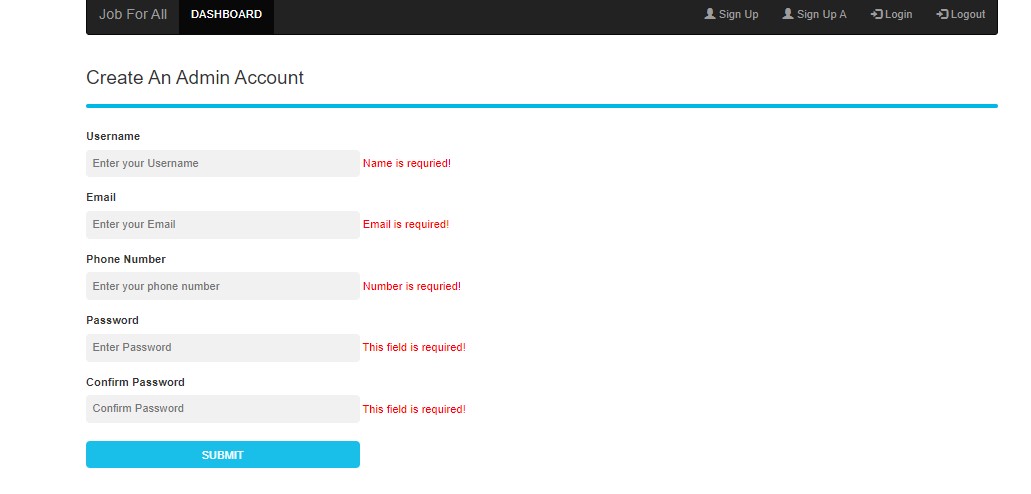 Job For All DASHBOARD Sign Up Sign Up A Login Logout
Create An Admin Account
Username
Enter your Username Name is requried!
Email
Enter your Email Email is required!
Phone Number
Enter your phone number Number is requried!
Password
Enter Password This field is required!
Confirm Password
Confirm Password This field is required!
SUBMIT